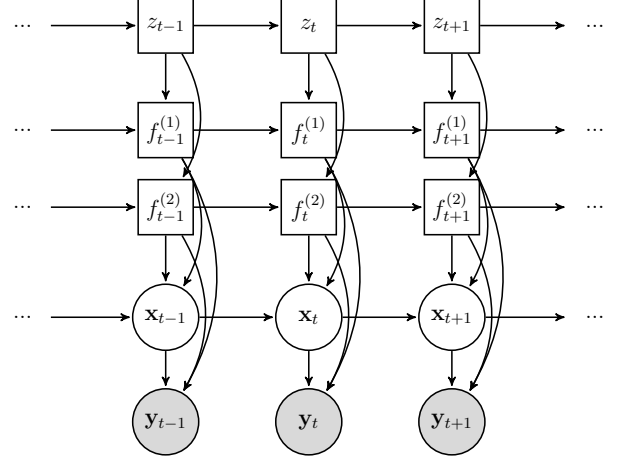 ... z_{t−1} z_t z_{t+1} ...
... f_{t−1}^{(1)} f_t^{(1)} f_{t+1}^{(1)} ...
... f_{t−1}^{(2)} f_t^{(2)} f_{t+1}^{(2)} ...
... x_{t−1} x_t x_{t+1} ...
y_{t−1} y_t y_{t+1}